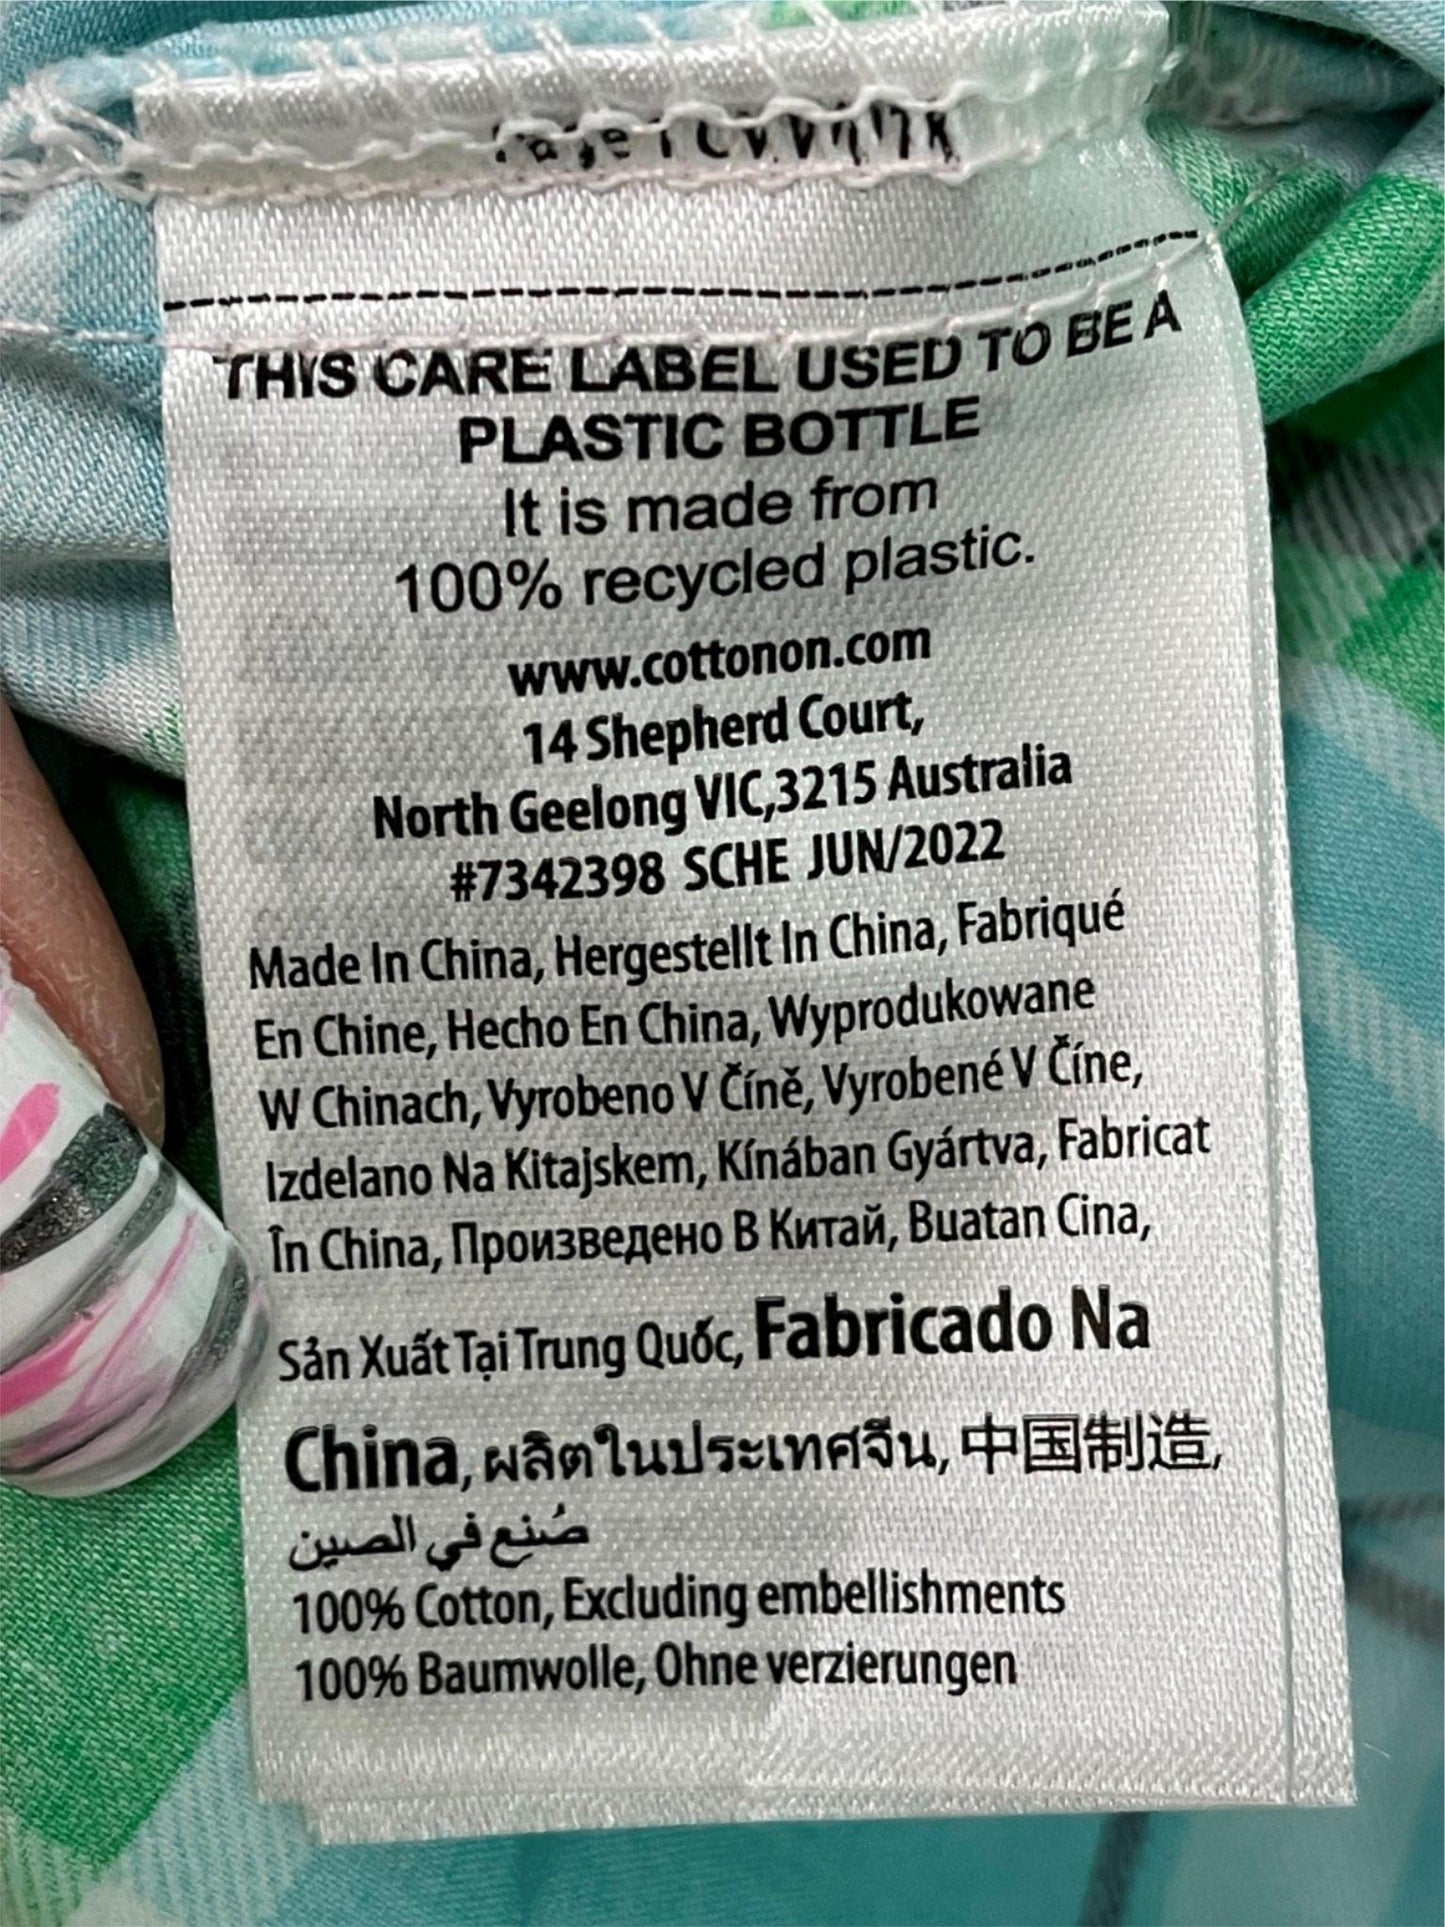 THIS CARE LABEL USED TO BE A
PLASTIC BOTTLE
It is made from
100% recycled plastic.
www.cottonon.com
14 Shepherd Court,
North Geelong VIC,3215 Australia
#7342398 SCHE JUN/2022
Made In China, Hergestellt In China, Fabriqué
En Chine, Hecho En China, Wyprodukowane
W Chinach, Vyrobeno V Číně, Vyrobené V Číne,
Izdelano Na Kitajskem, Kínában Gyártva, Fabricat
În China, Произведено В Китай, Buatan Cina,
Sản Xuất Tại Trung Quốc, Fabricado Na
China, ผลิตในประเทศจีน, 中国制造,
صُنع في الصين
100% Cotton, Excluding embellishments
100% Baumwolle, Ohne verzierungen